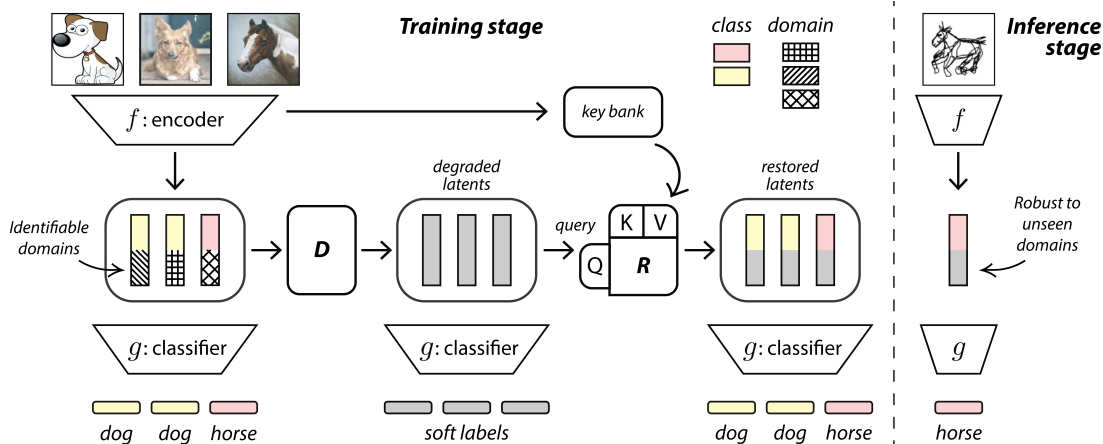 Training stage
class domain
Inference
stage
f : encoder
key bank
f
degraded
latents
restored
latents
Identifiable
domains
D
query
K V
Q R
Robust to
unseen
domains
g: classifier
g: classifier
g: classifier
g
dog dog horse
soft labels
dog dog horse
horse